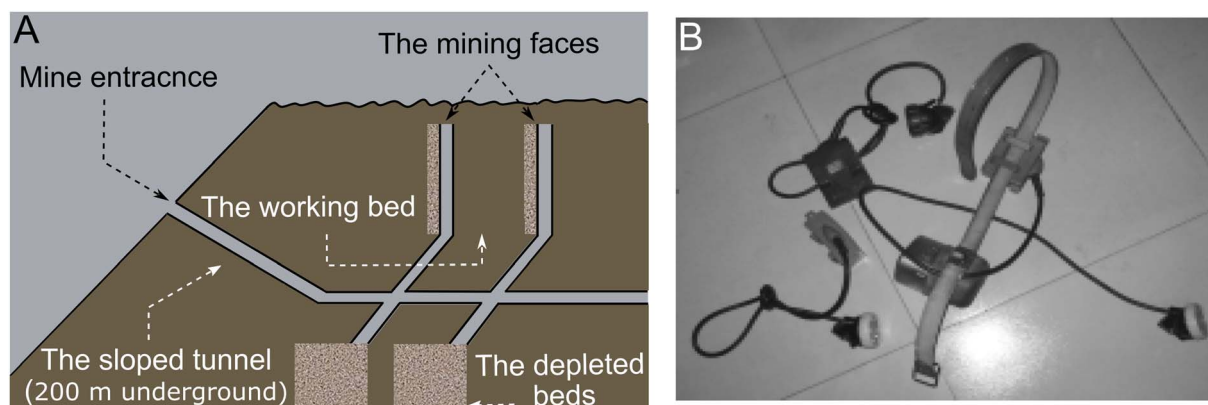 A
The mining faces
Mine entracnce
The working bed
The sloped tunnel
(200 m underground)
The depleted
beds
B